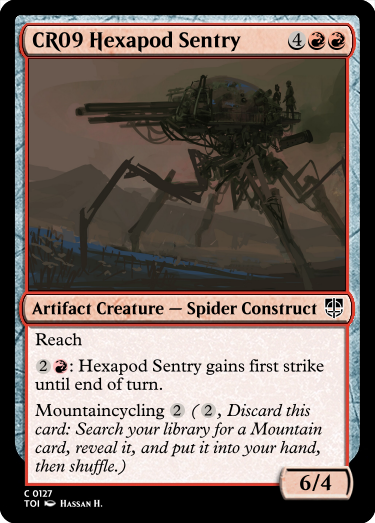 CR09 Hexapod Sentry 4
Artifact Creature — Spider Construct
Reach
2 : Hexapod Sentry gains first strike
until end of turn.
Mountaincycling 2 ( 2, Discard this
card: Search your library for a Mountain
card, reveal it, and put it into your hand,
then shuffle.)
6/4
C 0127
TOI HASSAN H.